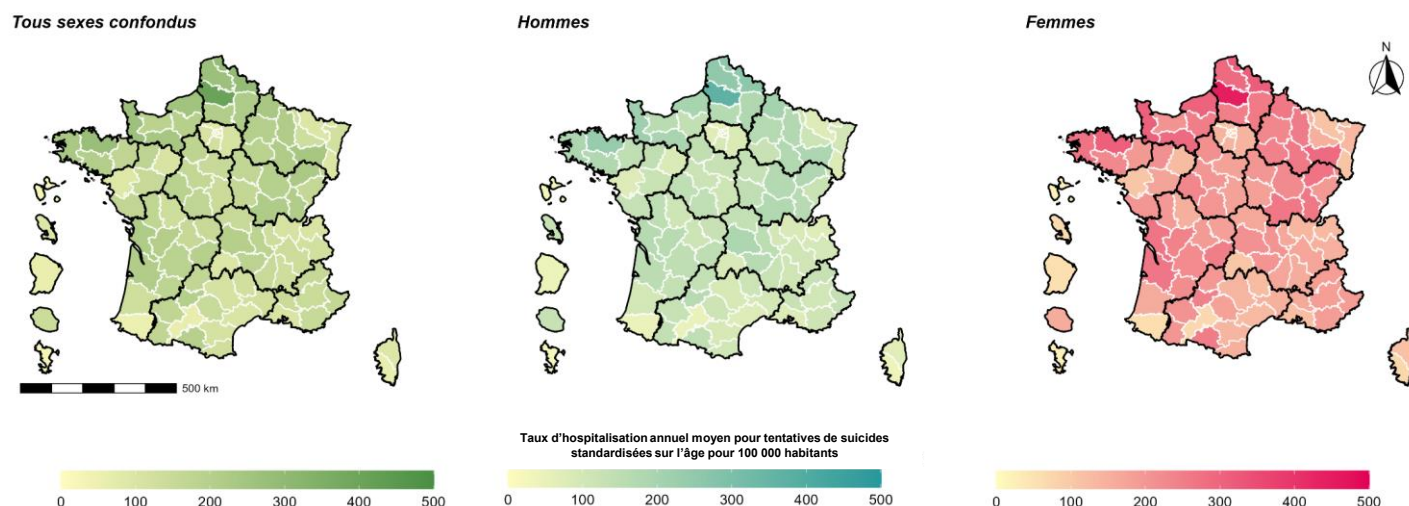 Tous sexes confondus
Hommes
Femmes
N
500 km
Taux d’hospitalisation annuel moyen pour tentatives de suicides
standardisées sur l’âge pour 100 000 habitants
0 100 200 300 400 500
0 100 200 300 400 500
0 100 200 300 400 500